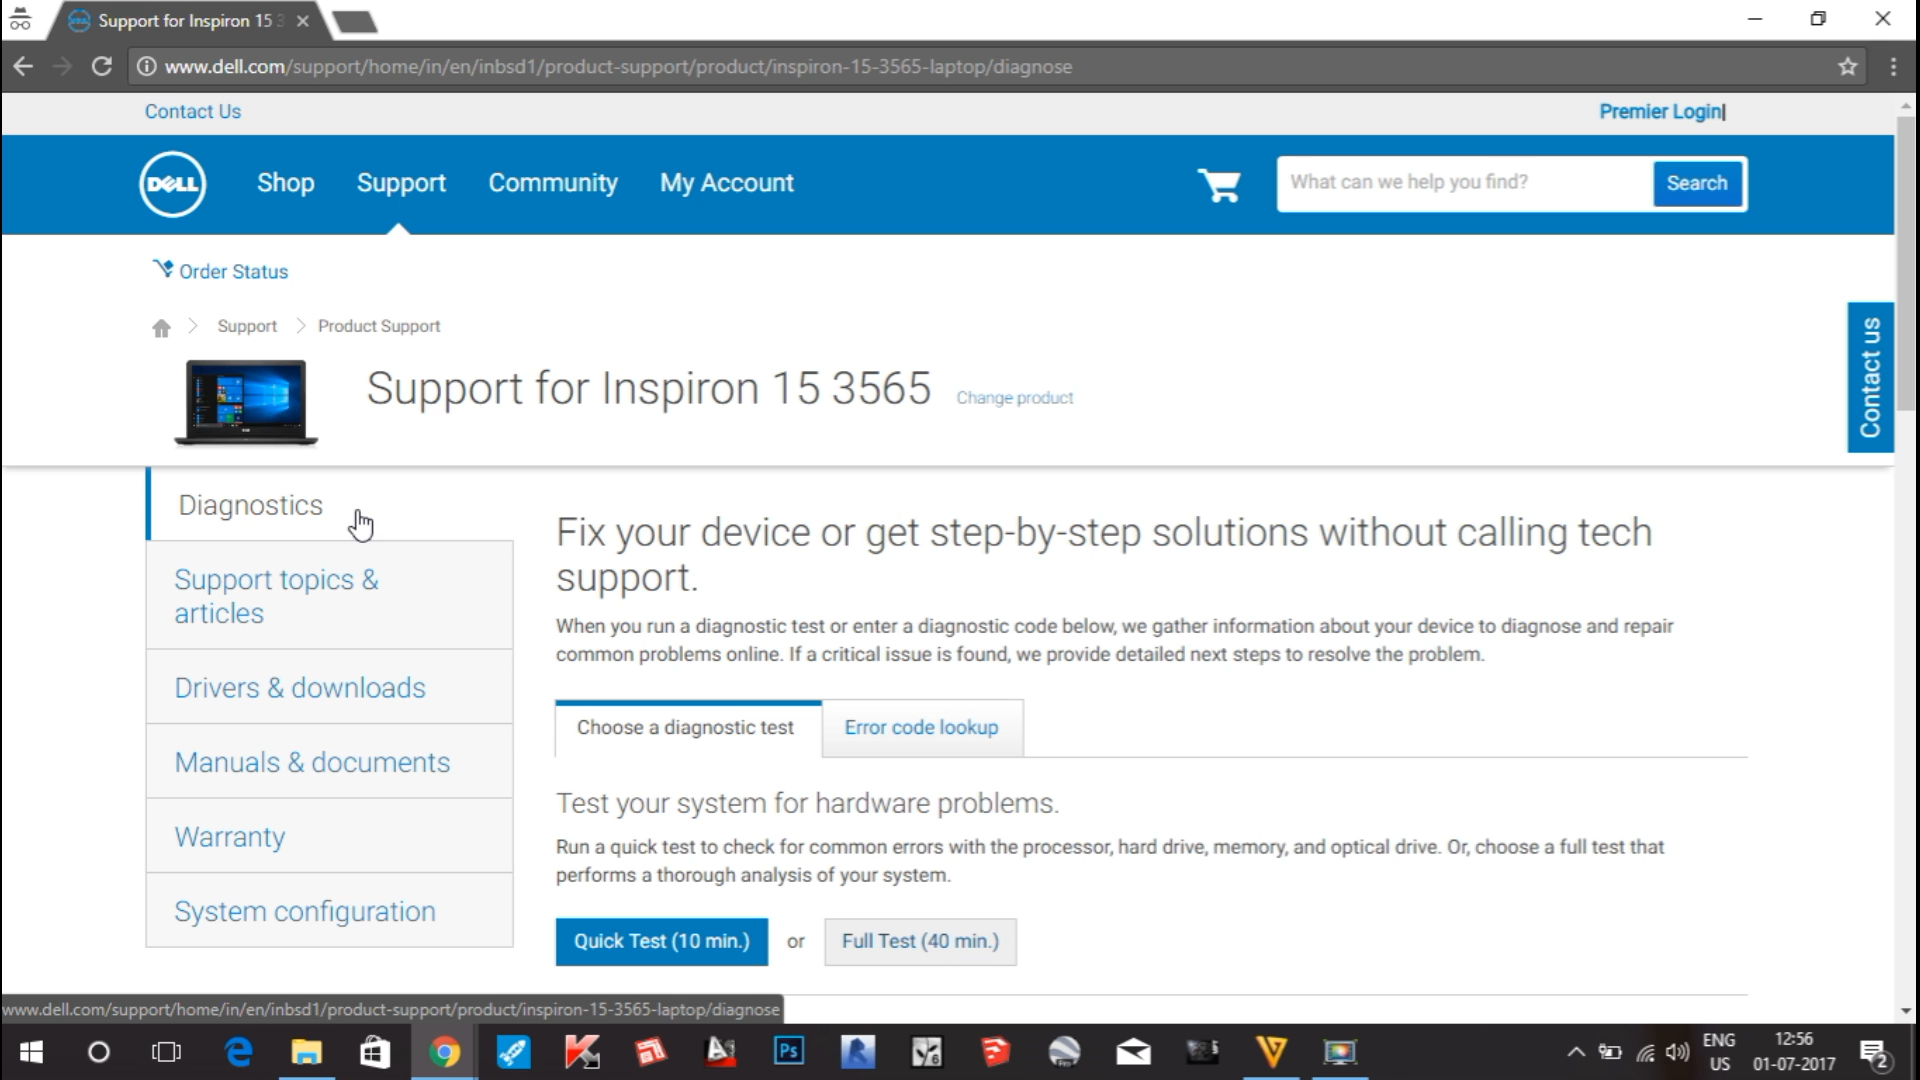 Support for Inspiron 15 3
www.dell.com/support/home/in/en/inbsd1/product-support/product/inspiron-15-3565-laptop/diagnose
Contact Us
Premier Login|
DELL
Shop
Support
Community
My Account
What can we help you find?
Search
Order Status
Support
Product Support
Support for Inspiron 15 3565
Change product
Contact us
Diagnostics
Support topics &
articles
Drivers & downloads
Manuals & documents
Warranty
System configuration
Fix your device or get step-by-step solutions without calling tech
support.
When you run a diagnostic test or enter a diagnostic code below, we gather information about your device to diagnose and repair
common problems online. If a critical issue is found, we provide detailed next steps to resolve the problem.
Choose a diagnostic test
Error code lookup
Test your system for hardware problems.
Run a quick test to check for common errors with the processor, hard drive, memory, and optical drive. Or, choose a full test that
performs a thorough analysis of your system.
Quick Test (10 min.)
or
Full Test (40 min.)
www.dell.com/support/home/in/en/inbsd1/product-support/product/inspiron-15-3565-laptop/diagnose
Ps
ENG
US
12:56
01-07-2017
2